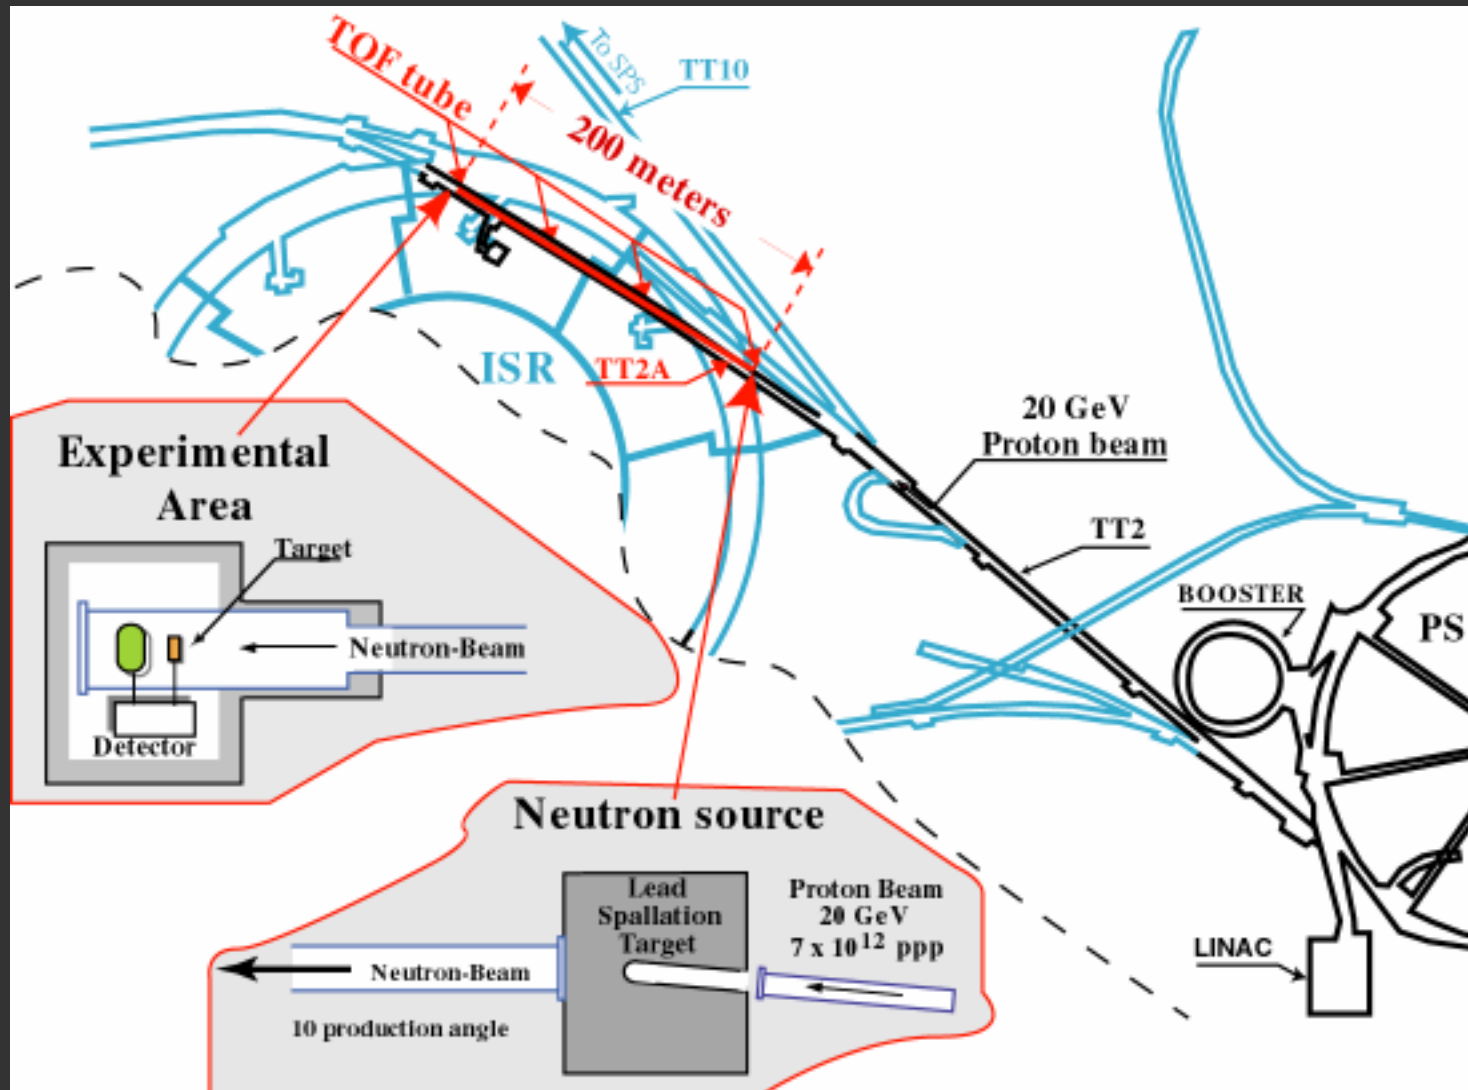 TOF tube
To SPS
TT10
200 meters
ISR
TT2A
20 GeV
Proton beam
TT2
BOOSTER
PS
Experimental
Area
Target
Neutron-Beam
Detector
Neutron source
Lead
Spallation
Target
Proton Beam
20 GeV
7 x 10¹² ppp
Neutron-Beam
10 production angle
LINAC